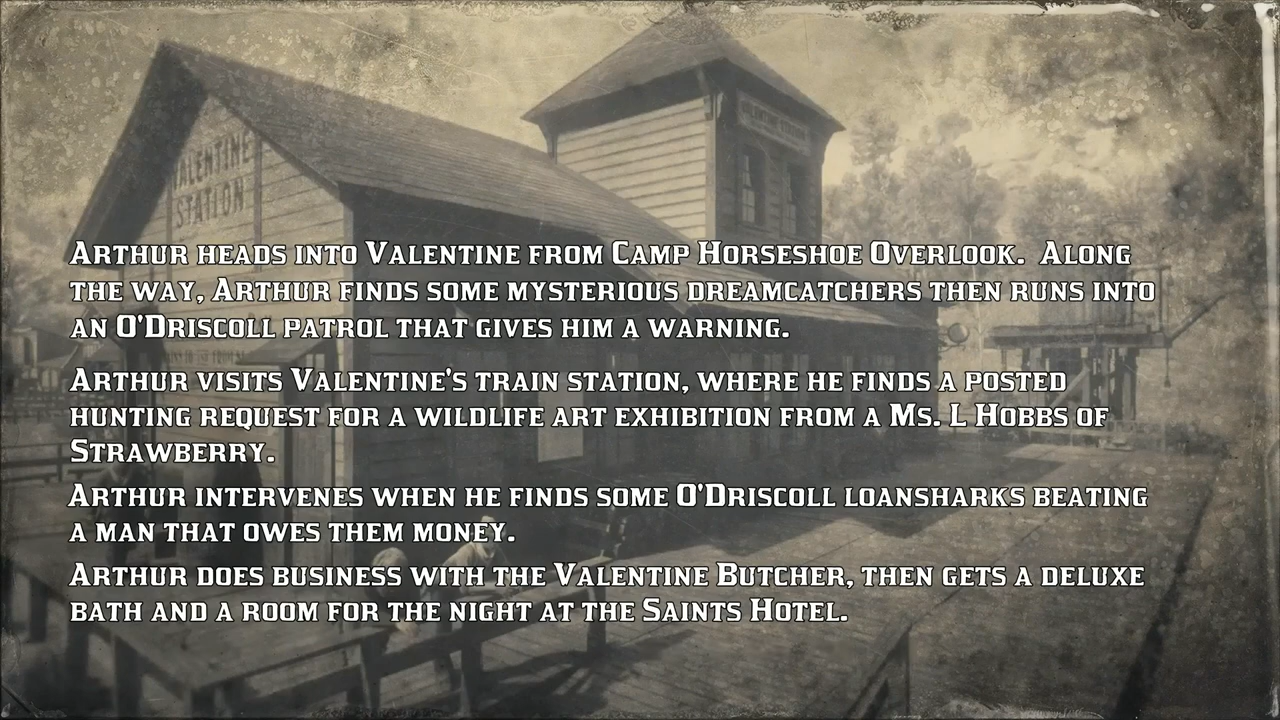 VALENTINE
STATION
VALENTINE STATION
Arthur heads into Valentine from Camp Horseshoe Overlook. Along
the way, Arthur finds some mysterious dreamcatchers then runs into
an O'Driscoll patrol that gives him a warning.
Arthur visits Valentine's train station, where he finds a posted
hunting request for a wildlife art exhibition from a Ms. L Hobbs of
Strawberry.
Arthur intervenes when he finds some O'Driscoll loansharks beating
a man that owes them money.
Arthur does business with the Valentine Butcher, then gets a deluxe
bath and a room for the night at the Saints Hotel.